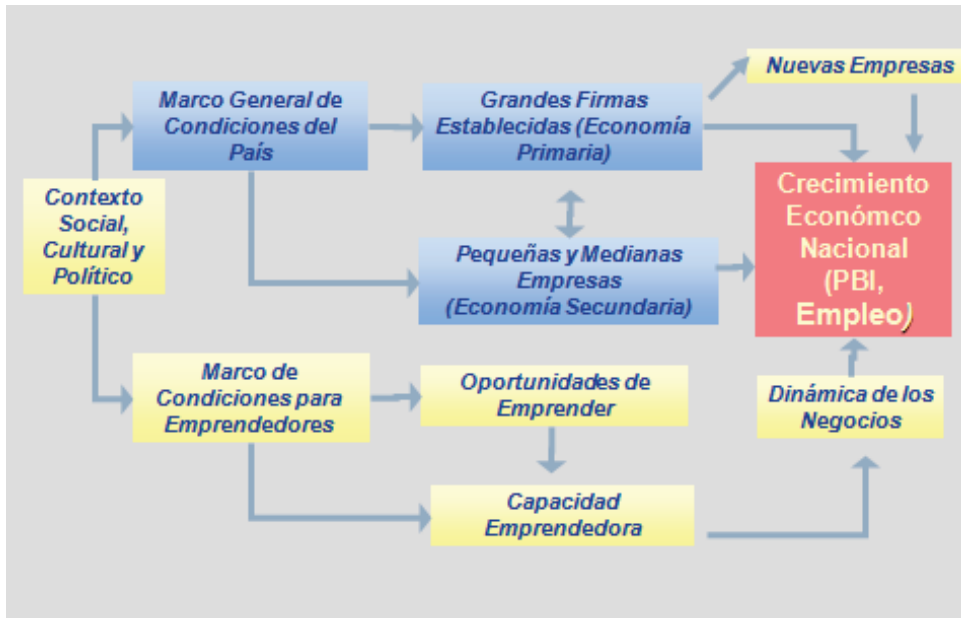 Nuevas Empresas
Marco General de
Condiciones del
País
Grandes Firmas
Establecidas (Economía
Primaria)
Contexto
Social,
Cultural y
Político
Crecimiento
Económco
Nacional
(PBI,
Empleo)
Pequeñas y Medianas
Empresas
(Economía Secundaria)
Marco de
Condiciones para
Emprendedores
Oportunidades de
Emprender
Dinámica de los
Negocios
Capacidad
Emprendedora